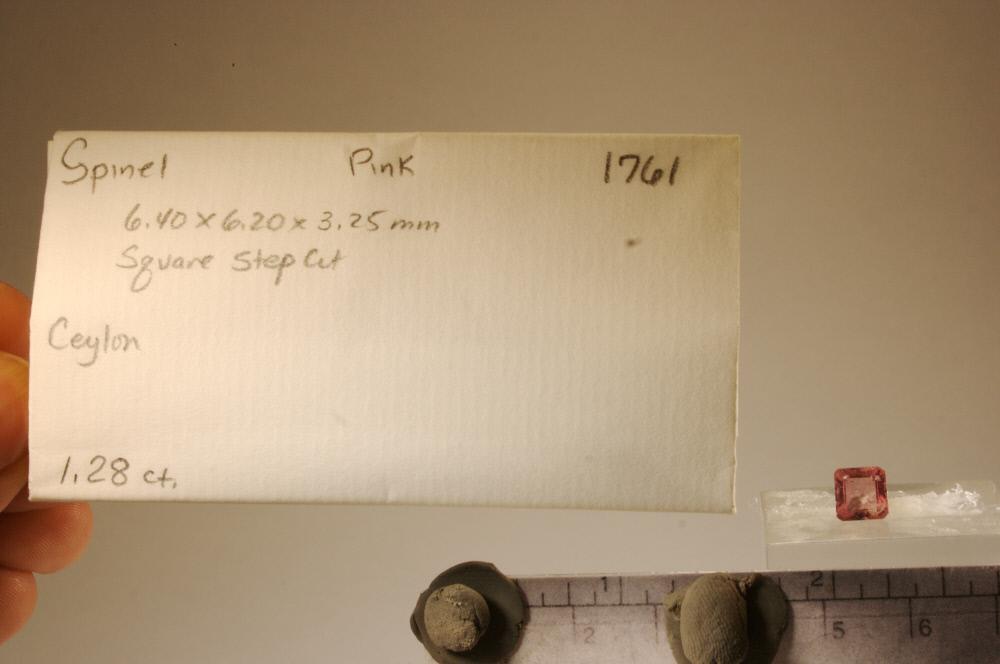 Spinel Pink 1761
6.40 x 6.20 x 3.25 mm
Square Step Cut
Ceylon
1.28 ct.
1 2
2 5 6